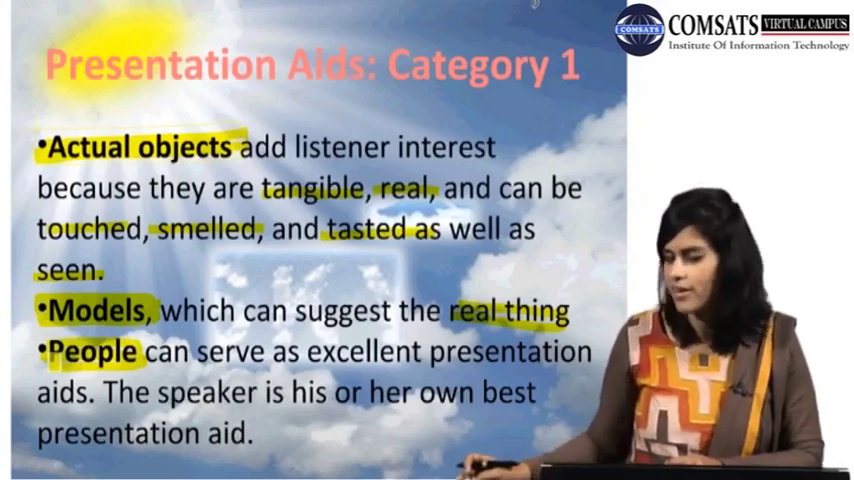 COMSATS VIRTUAL CAMPUS
COMSATS
Institute Of Information Technology
Presentation Aids: Category 1
•Actual objects add listener interest
because they are tangible, real, and can be
touched, smelled, and tasted as well as
seen.
•Models, which can suggest the real thing
•People can serve as excellent presentation
aids. The speaker is his or her own best
presentation aid.